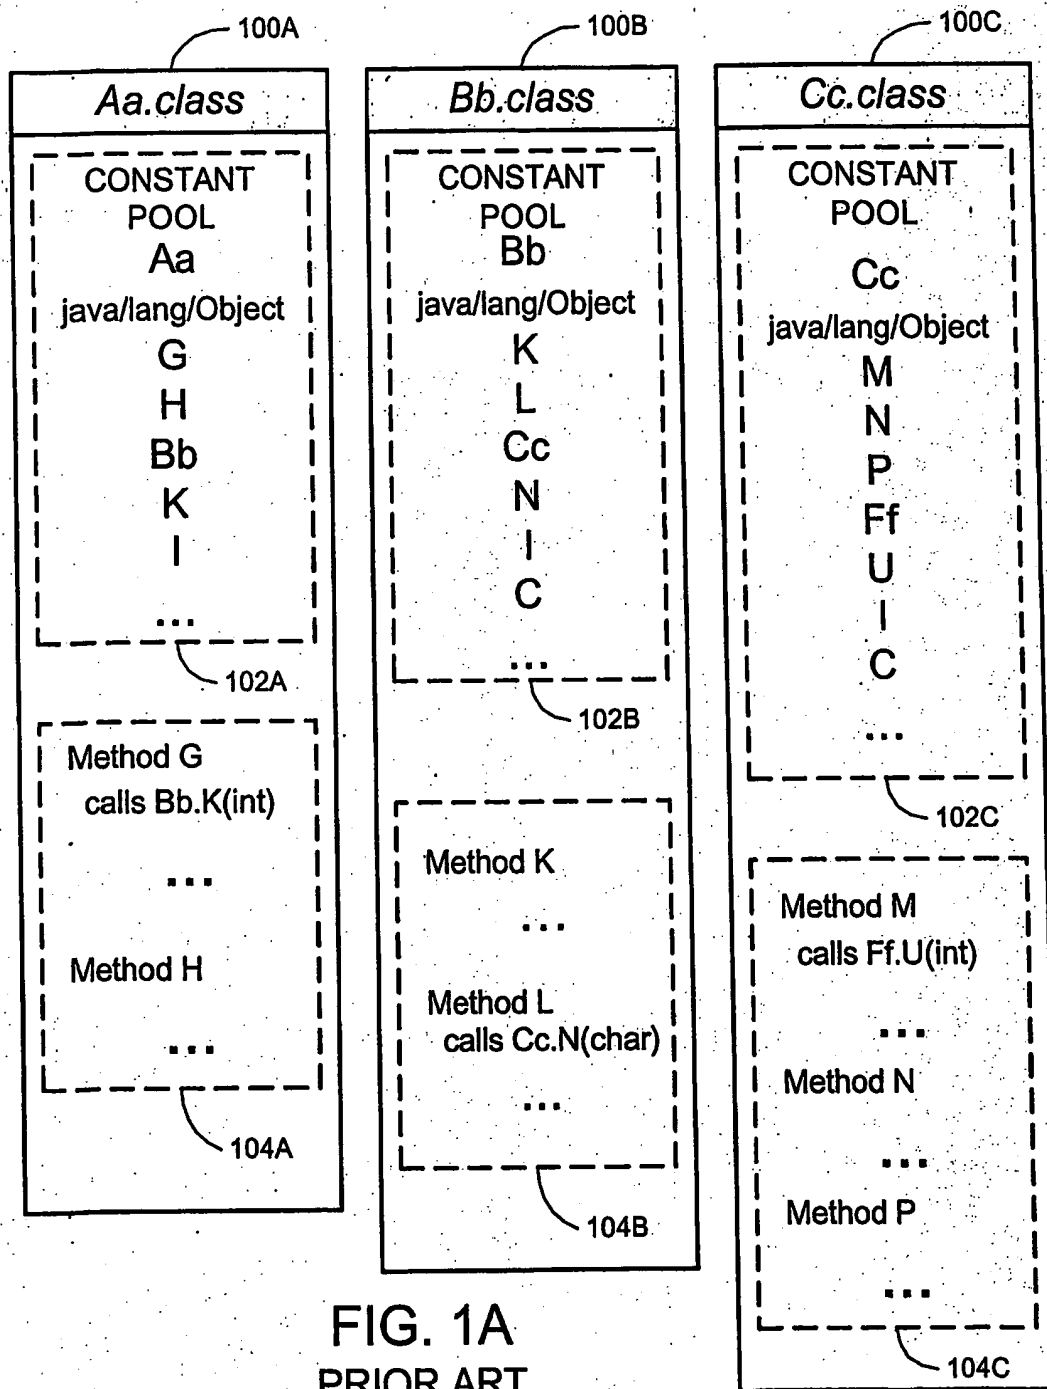 100A
Aa.class
CONSTANT
POOL
Aa
java/lang/Object
G
H
Bb
K
I
...
102A
Method G
calls Bb.K(int)
...
Method H
...
104A
100B
Bb.class
CONSTANT
POOL
Bb
java/lang/Object
K
L
Cc
N
I
C
...
102B
Method K
...
Method L
calls Cc.N(char)
...
104B
100C
Cc.class
CONSTANT
POOL
Cc
java/lang/Object
M
N
P
Ff
U
I
C
...
102C
Method M
calls Ff.U(int)
...
Method N
...
Method P
...
104C
FIG. 1A
PRIOR ART